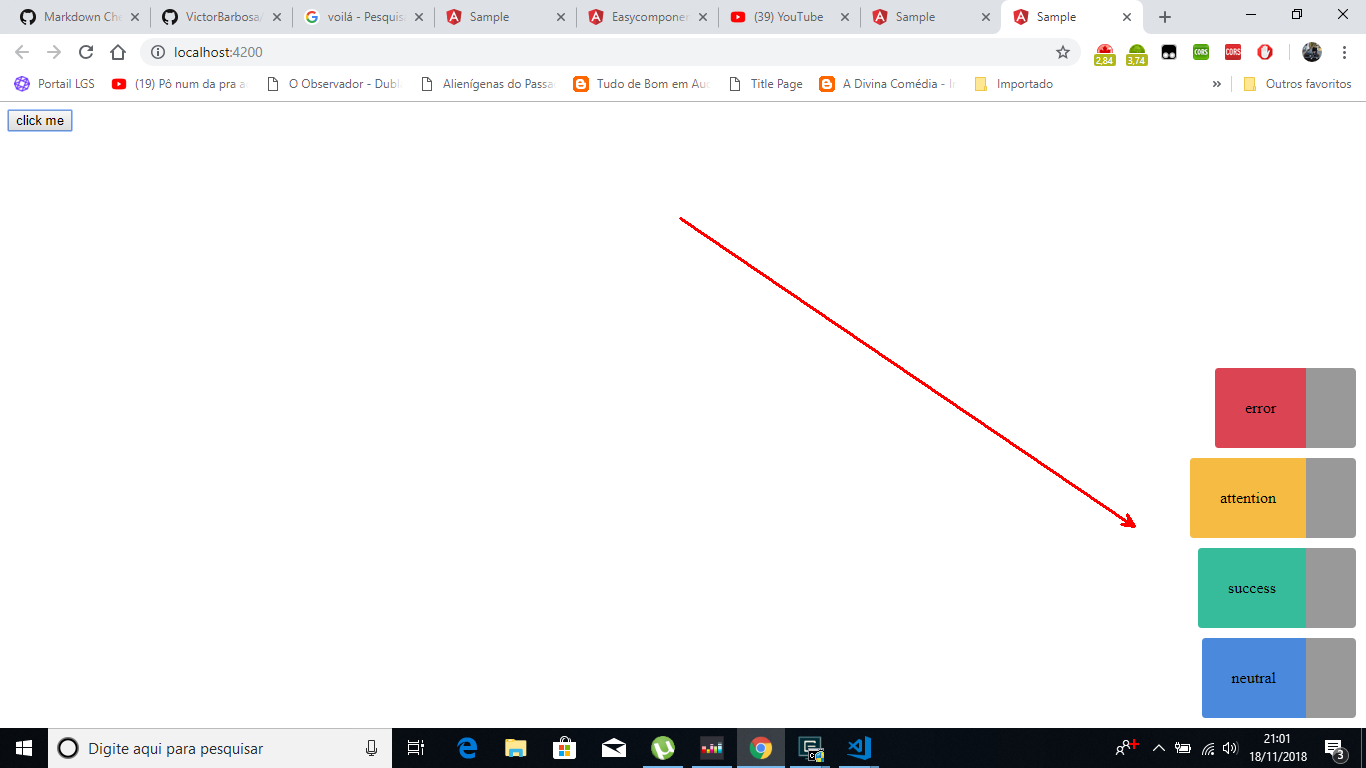 Markdown Che
VictorBarbosa/
voilá - Pesquis
Sample
Easycomponen
(39) YouTube
Sample
Sample
localhost:4200
2,84
3,74
CORS
CORS
Portail LGS
(19) Pô num da pra a
O Observador - Dubl
Alienígenas do Passa
Tudo de Bom em Au
Title Page
A Divina Comédia - I
Importado
»
Outros favoritos
click me
error
attention
success
neutral
Digite aqui para pesquisar
21:01
18/11/2018
3